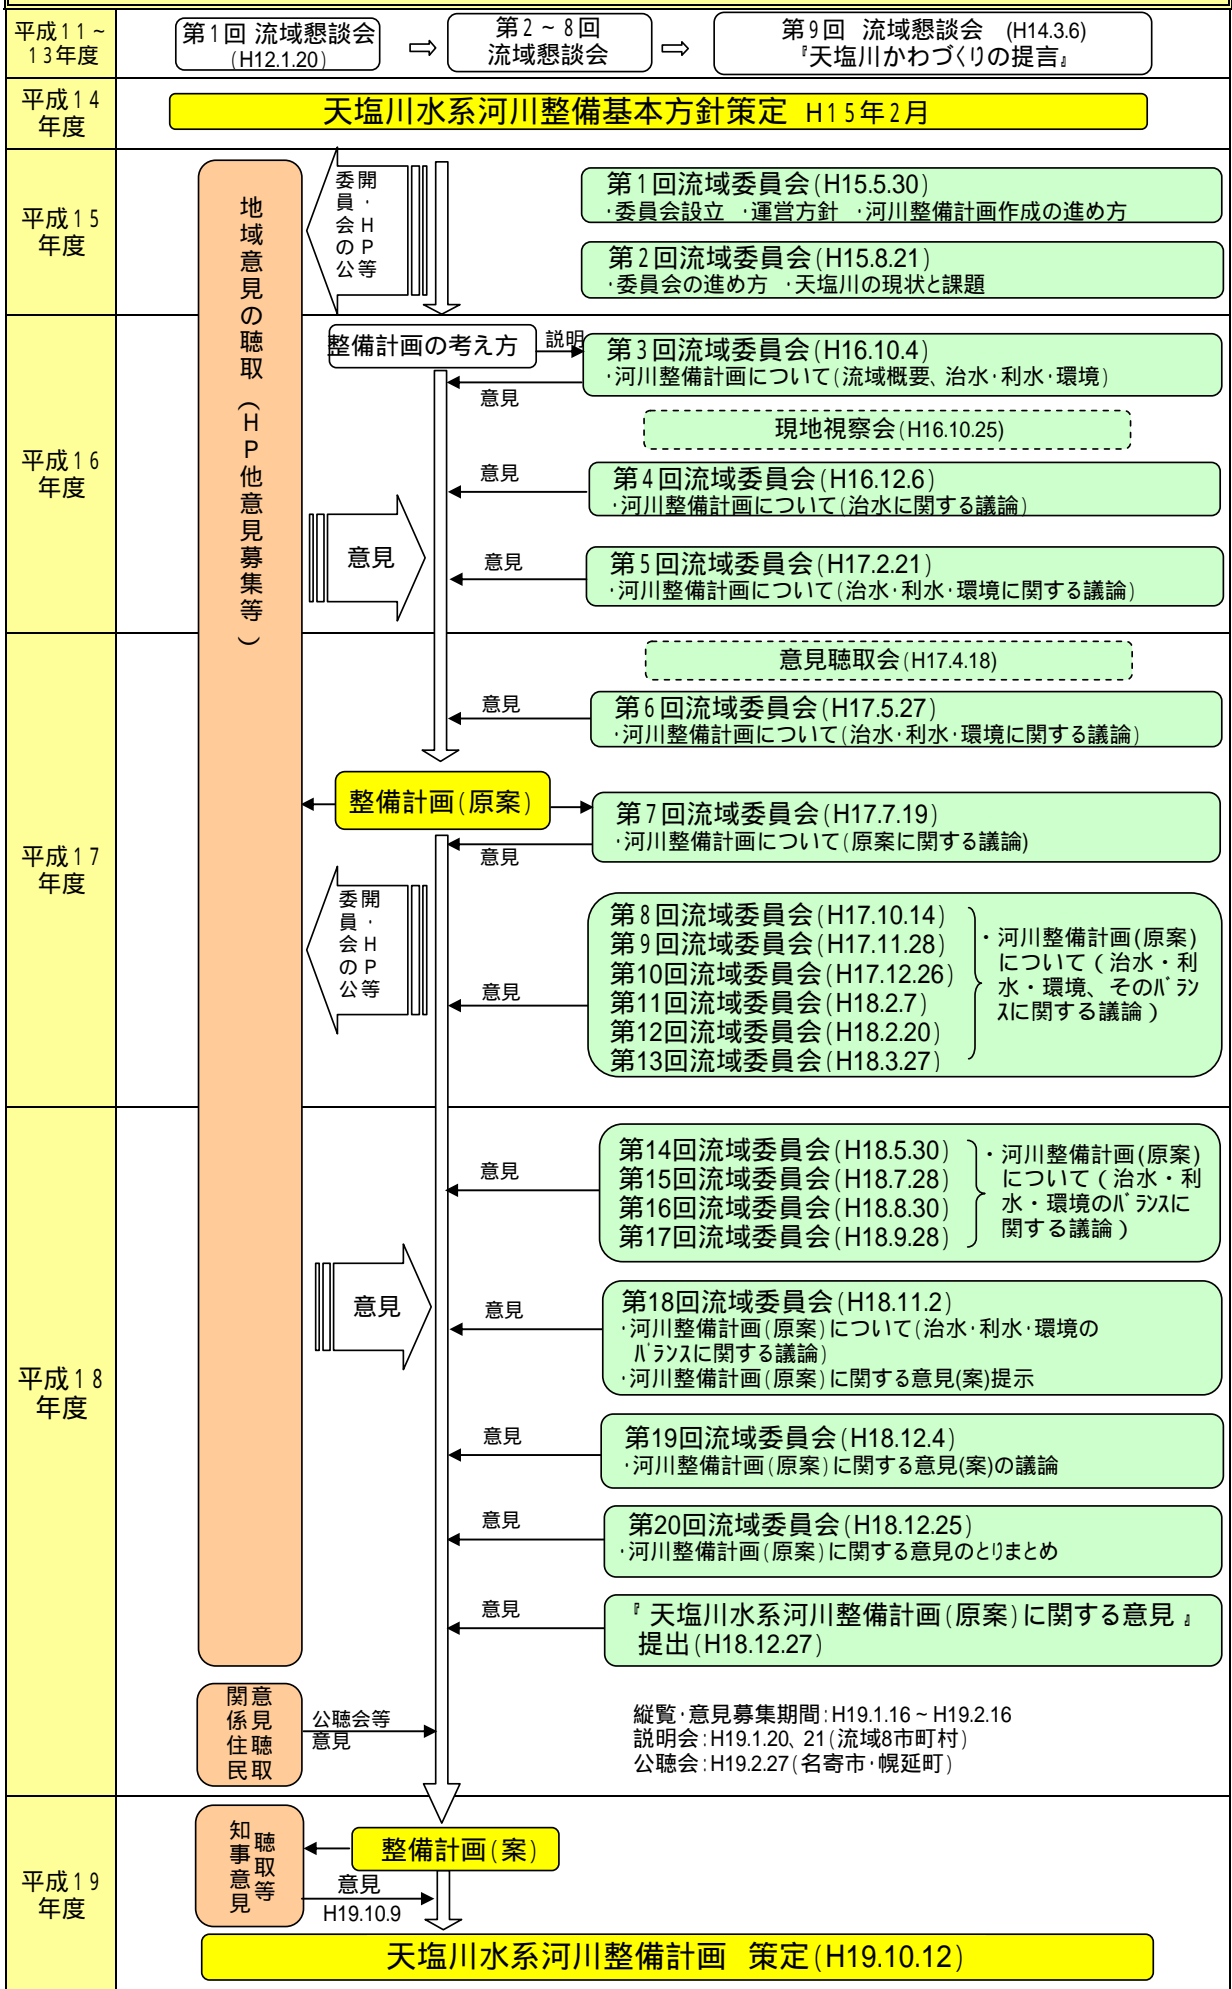 平成11~
13年度
第1回 流域懇談会
(H12.1.20)
第2~8回
流域懇談会
第9回 流域懇談会 (H14.3.6)
『天塩川かわづくりの提言』
平成14
年度
天塩川水系河川整備基本方針策定 H15年2月
平成15
年度
地域意見の聴取(HP他意見募集等)
委員会の公
開・HP等
第1回流域委員会(H15.5.30)
・委員会設立 ・運営方針 ・河川整備計画作成の進め方
第2回流域委員会(H15.8.21)
・委員会の進め方 ・天塩川の現状と課題
平成16
年度
整備計画の考え方
説明
第3回流域委員会(H16.10.4)
・河川整備計画について(流域概要、治水・利水・環境)
意見
現地視察会(H16.10.25)
意見
第4回流域委員会(H16.12.6)
・河川整備計画について(治水に関する議論)
意見
意見
第5回流域委員会(H17.2.21)
・河川整備計画について(治水・利水・環境に関する議論)
平成17
年度
意見聴取会(H17.4.18)
意見
第6回流域委員会(H17.5.27)
・河川整備計画について(治水・利水・環境に関する議論)
整備計画(原案)
第7回流域委員会(H17.7.19)
・河川整備計画について(原案に関する議論)
意見
委員会の公
開・HP等
意見
第8回流域委員会(H17.10.14)
第9回流域委員会(H17.11.28)
第10回流域委員会(H17.12.26)
第11回流域委員会(H18.2.7)
第12回流域委員会(H18.2.20)
第13回流域委員会(H18.3.27)
・河川整備計画(原案)
について(治水・利
水・環境、そのバラン
スに関する議論)
平成18
年度
意見
第14回流域委員会(H18.5.30)
第15回流域委員会(H18.7.28)
第16回流域委員会(H18.8.30)
第17回流域委員会(H18.9.28)
・河川整備計画(原案)
について(治水・利
水・環境のバランスに
関する議論)
意見
意見
第18回流域委員会(H18.11.2)
・河川整備計画(原案)について(治水・利水・環境の
バランスに関する議論)
・河川整備計画(原案)に関する意見(案)提示
意見
第19回流域委員会(H18.12.4)
・河川整備計画(原案)に関する意見(案)の議論
意見
第20回流域委員会(H18.12.25)
・河川整備計画(原案)に関する意見のとりまとめ
意見
『天塩川水系河川整備計画(原案)に関する意見』
提出(H18.12.27)
関係住民
意見聴取
公聴会等
意見
縦覧・意見募集期間:H19.1.16~H19.2.16
説明会:H19.1.20、21(流域8市町村)
公聴会:H19.2.27(名寄市・幌延町)
平成19
年度
知事意見
聴取等
整備計画(案)
意見
H19.10.9
天塩川水系河川整備計画 策定(H19.10.12)